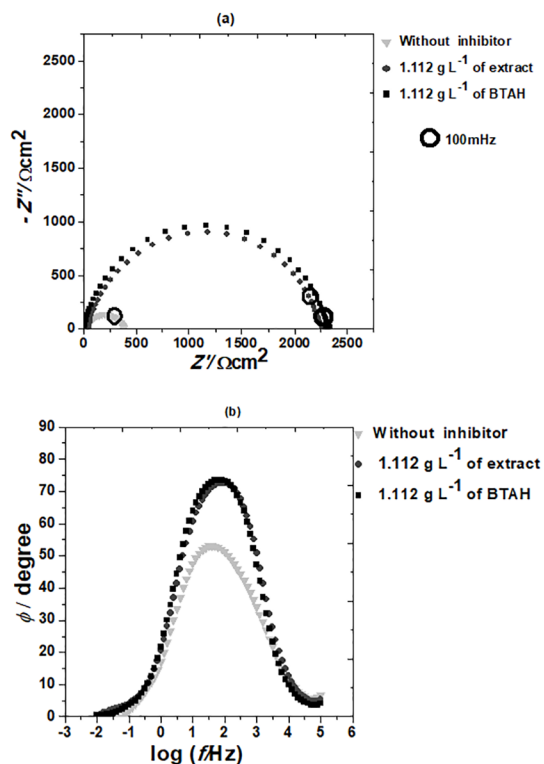 (a)
Without inhibitor
1.112 g L-1 of extract
1.112 g L-1 of BTAH
100mHz
2500
2000
1500
1000
500
0
- Z''/Ωcm2
0 500 1000 1500 2000 2500
Z'/Ωcm2
(b)
Without inhibitor
1.112 g L-1 of extract
1.112 g L-1 of BTAH
90
80
70
60
50
40
30
20
10
0
ϕ / degree
-3 -2 -1 0 1 2 3 4 5 6
log (f/Hz)